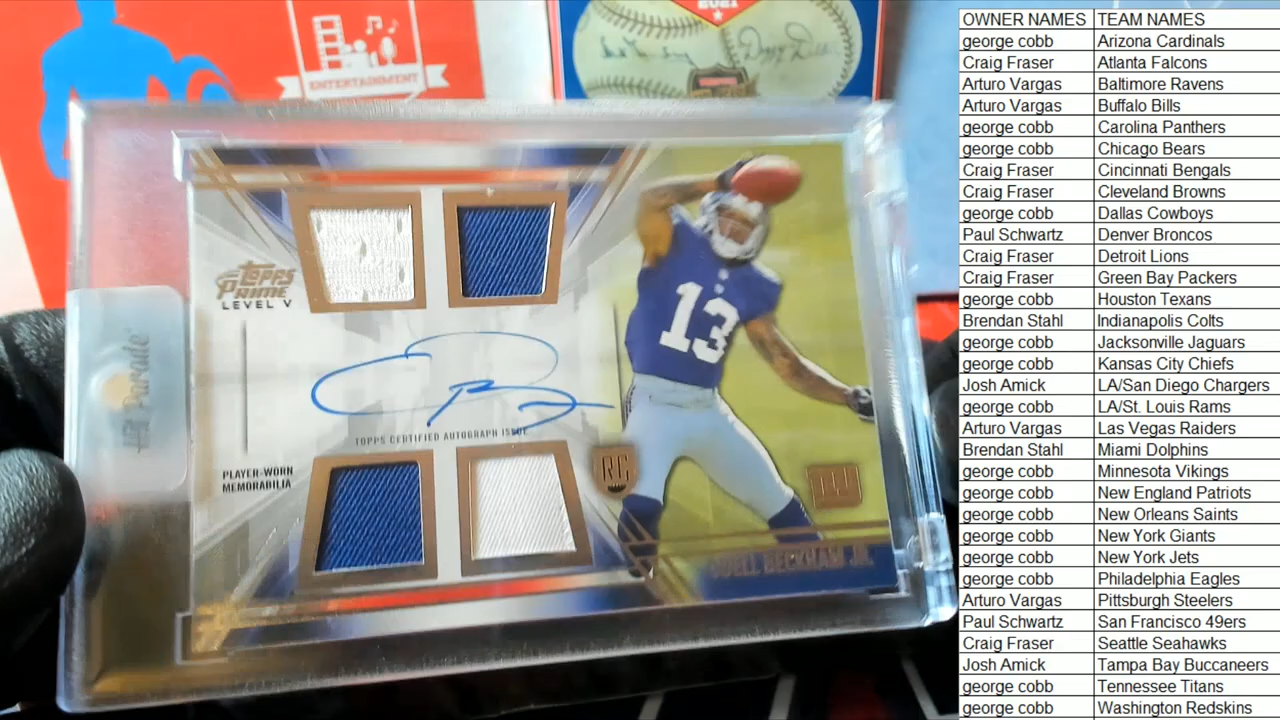 2021
ENTERTAINMENT
TOPPS
PRIME
LEVEL V
13
TOPPS CERTIFIED AUTOGRAPH ISSUE
PLAYER-WORN
MEMORABILIA
RC
ODELL BECKHAM JR.
Parade
OWNER NAMES TEAM NAMES
george cobb Arizona Cardinals
Craig Fraser Atlanta Falcons
Arturo Vargas Baltimore Ravens
Arturo Vargas Buffalo Bills
george cobb Carolina Panthers
george cobb Chicago Bears
Craig Fraser Cincinnati Bengals
Craig Fraser Cleveland Browns
george cobb Dallas Cowboys
Paul Schwartz Denver Broncos
Craig Fraser Detroit Lions
Craig Fraser Green Bay Packers
george cobb Houston Texans
Brendan Stahl Indianapolis Colts
george cobb Jacksonville Jaguars
george cobb Kansas City Chiefs
Josh Amick LA/San Diego Chargers
george cobb LA/St. Louis Rams
Arturo Vargas Las Vegas Raiders
Brendan Stahl Miami Dolphins
george cobb Minnesota Vikings
george cobb New England Patriots
george cobb New Orleans Saints
george cobb New York Giants
george cobb New York Jets
george cobb Philadelphia Eagles
Arturo Vargas Pittsburgh Steelers
Paul Schwartz San Francisco 49ers
Craig Fraser Seattle Seahawks
Josh Amick Tampa Bay Buccaneers
george cobb Tennessee Titans
george cobb Washington Redskins